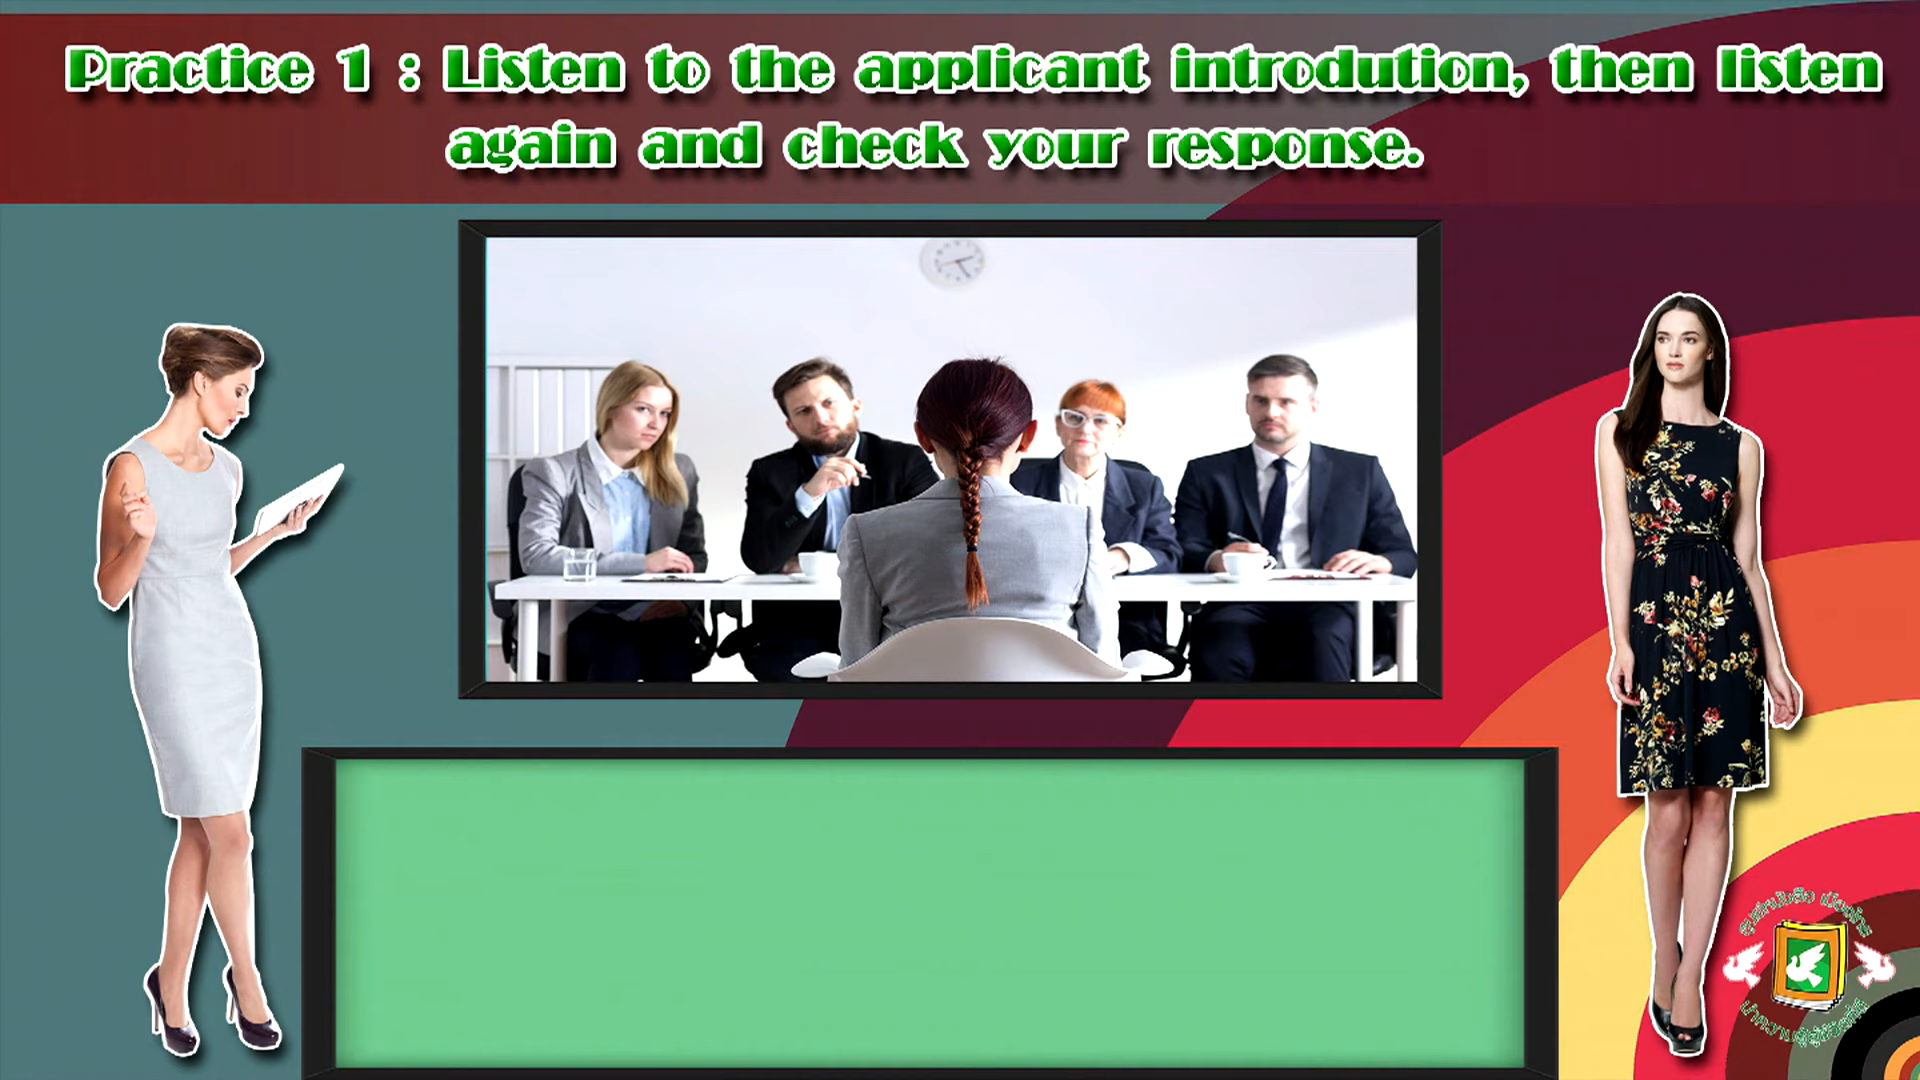 Practice 1 : Listen to the applicant introdution, then listen
again and check your response.